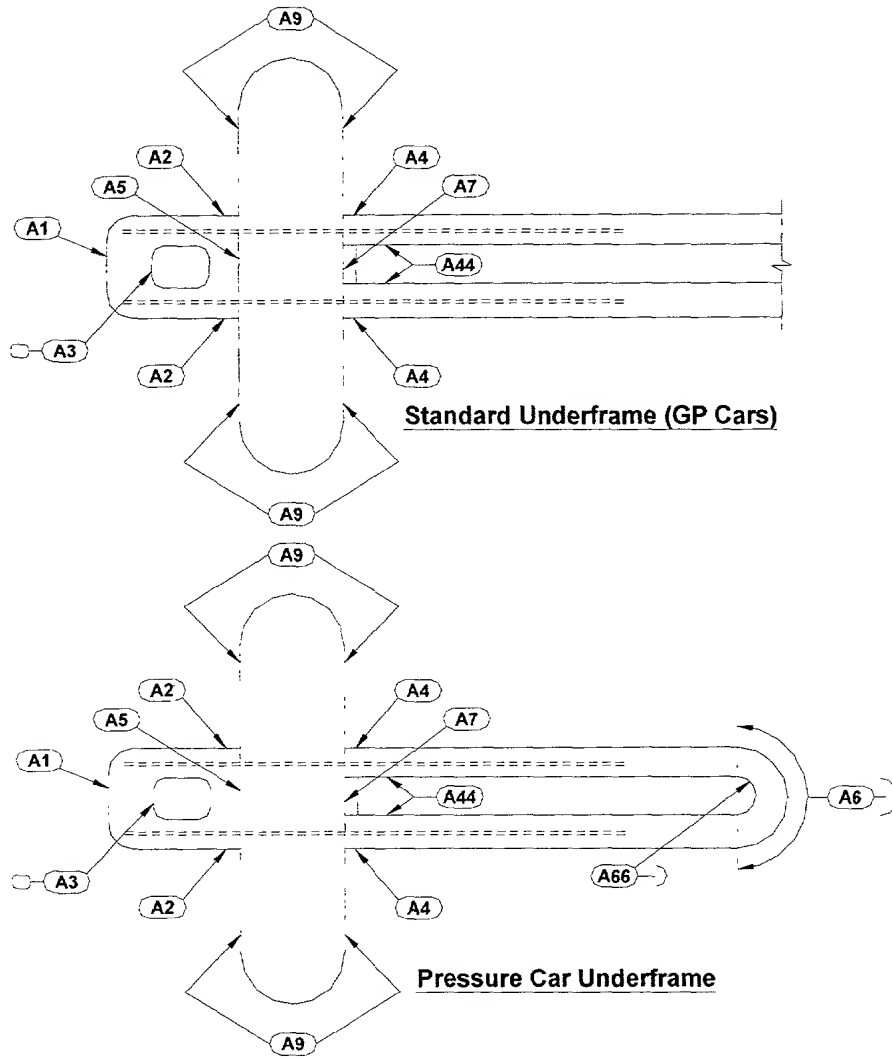 A9
A2
A4
A5
A7
A1
A44
A3
A2
A4
Standard Underframe (GP Cars)
A9
A9
A2
A4
A5
A7
A1
A44
A6
A3
A66
A2
A4
Pressure Car Underframe
A9